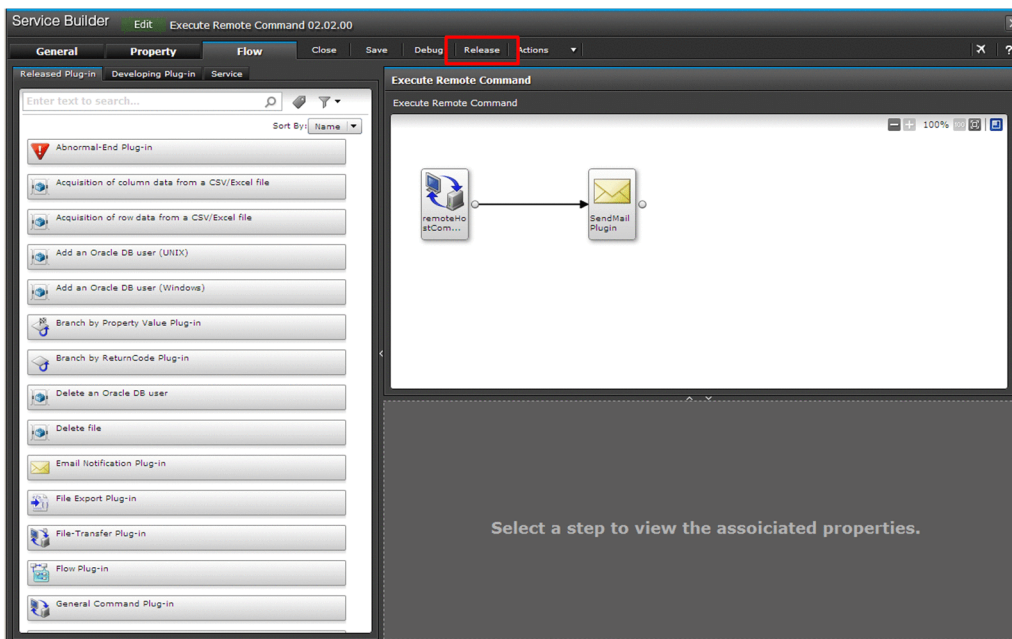 Service Builder Edit Execute Remote Command 02.02.00
General Property Flow Close Save Debug Release Actions ?
Released Plug-in Developing Plug-in Service
Enter text to search...
Sort By: Name
Abnormal-End Plug-in
Acquisition of column data from a CSV/Excel file
Acquisition of row data from a CSV/Excel file
Add an Oracle DB user (UNIX)
Add an Oracle DB user (Windows)
Branch by Property Value Plug-in
Branch by ReturnCode Plug-in
Delete an Oracle DB user
Delete file
Email Notification Plug-in
File Export Plug-in
File-Transfer Plug-in
Flow Plug-in
General Command Plug-in
Execute Remote Command
Execute Remote Command
100%
remoteHo
stCom...
SendMail
Plugin
Select a step to view the assoiciated properties.